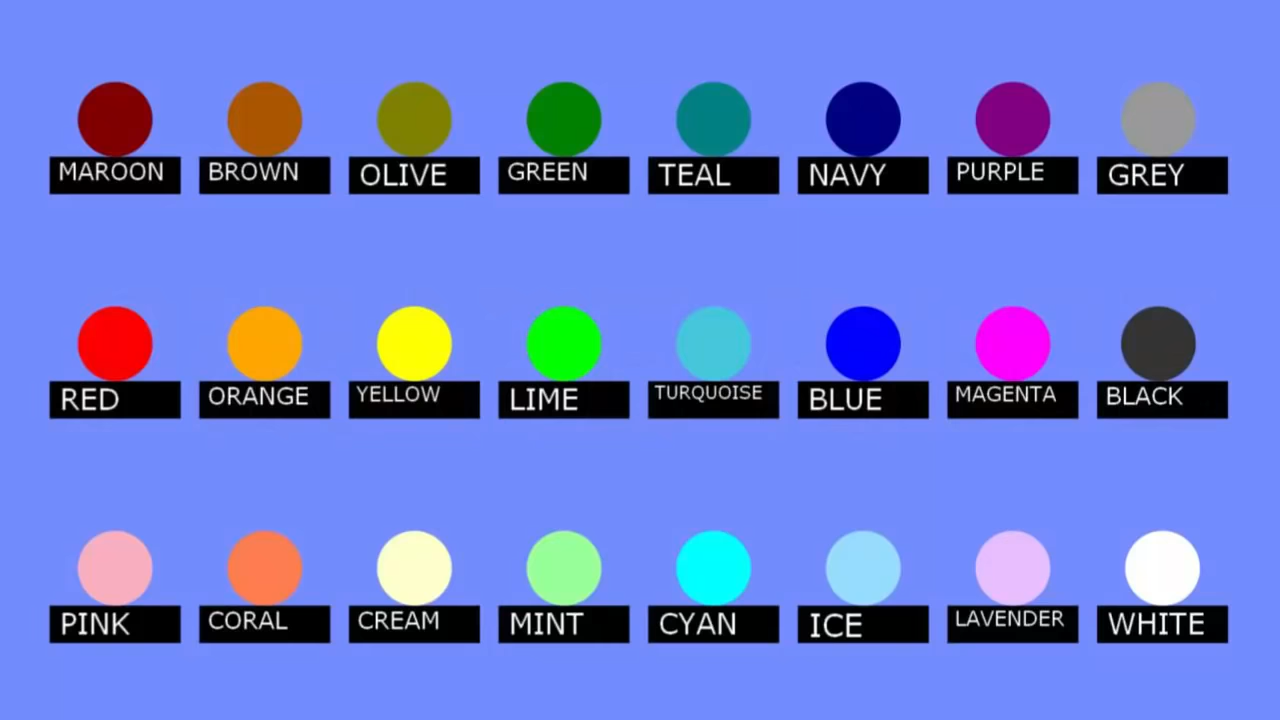 MAROON
BROWN
OLIVE
GREEN
TEAL
NAVY
PURPLE
GREY
RED
ORANGE
YELLOW
LIME
TURQUOISE
BLUE
MAGENTA
BLACK
PINK
CORAL
CREAM
MINT
CYAN
ICE
LAVENDER
WHITE